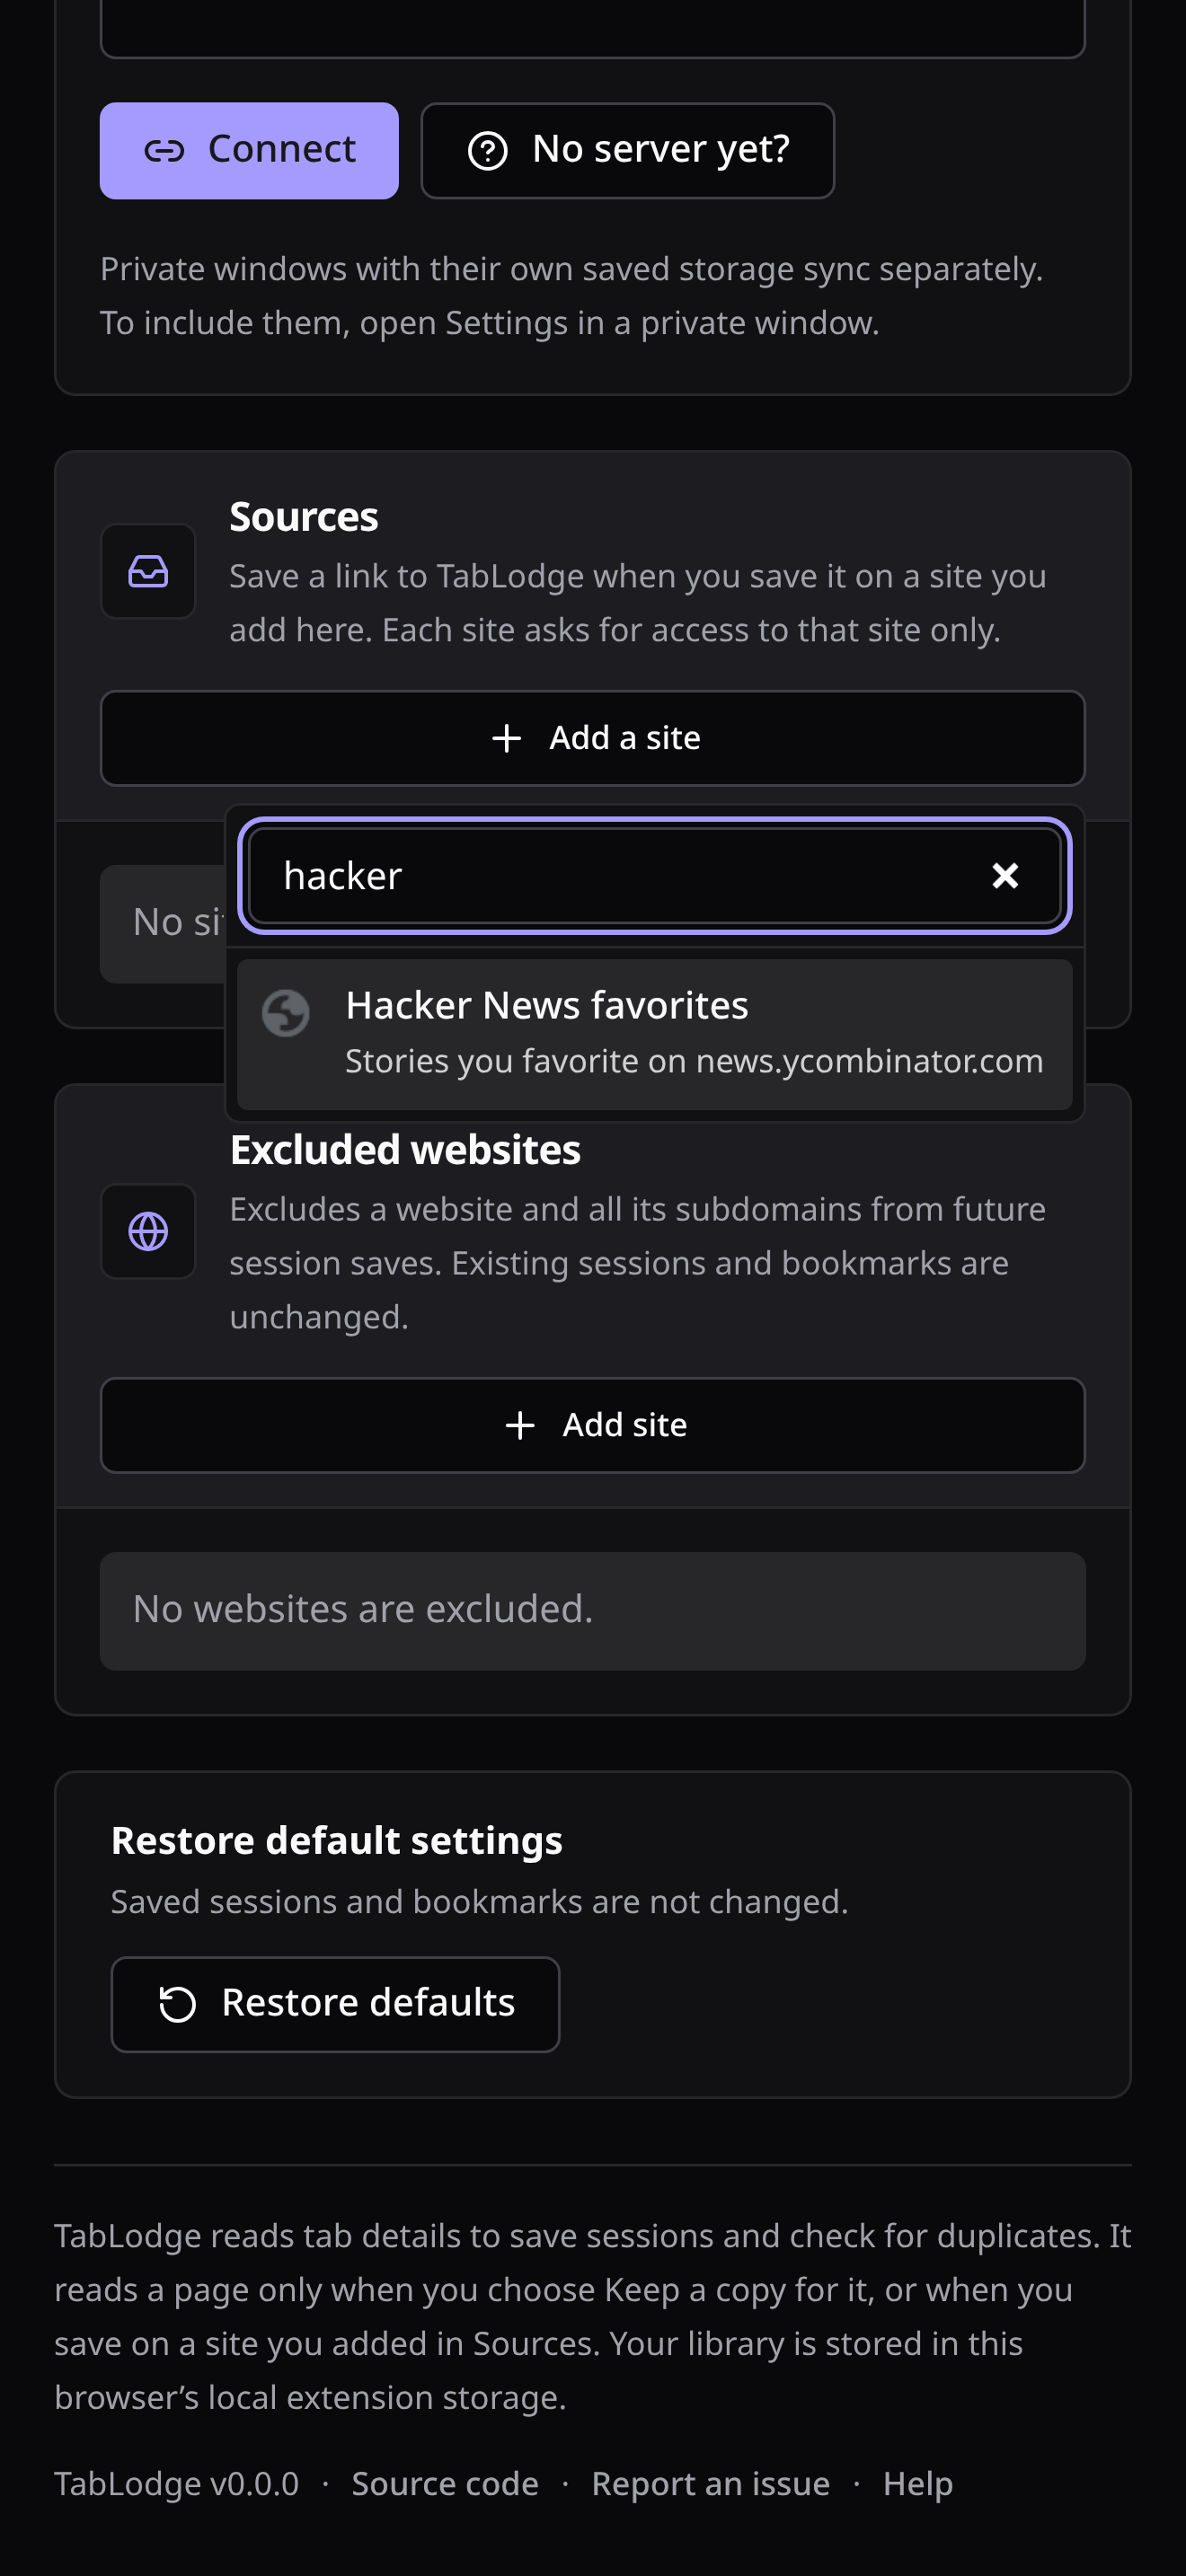 Connect
No server yet?
Private windows with their own saved storage sync separately.
To include them, open Settings in a private window.
Sources
Save a link to TabLodge when you save it on a site you
add here. Each site asks for access to that site only.
Add a site
hacker
No
Hacker News favorites
Stories you favorite on news.ycombinator.com
Excluded websites
Excludes a website and all its subdomains from future
session saves. Existing sessions and bookmarks are
unchanged.
Add site
No websites are excluded.
Restore default settings
Saved sessions and bookmarks are not changed.
Restore defaults
TabLodge reads tab details to save sessions and check for duplicates. It
reads a page only when you choose Keep a copy for it, or when you
save on a site you added in Sources. Your library is stored in this
browser’s local extension storage.
TabLodge v0.0.0 · Source code · Report an issue · Help